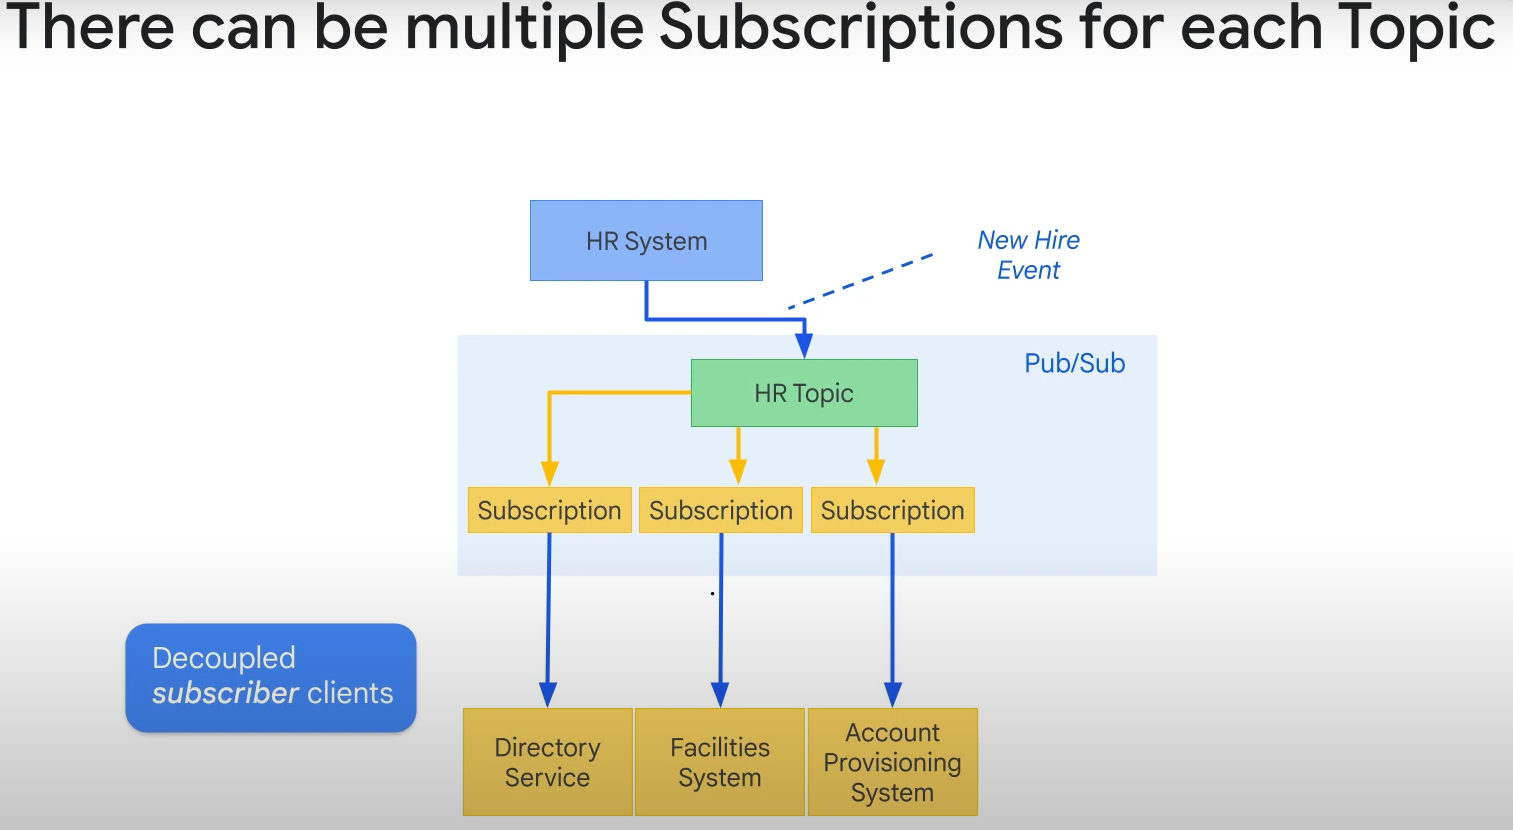 There can be multiple Subscriptions for each Topic
HR System
New Hire
Event
Pub/Sub
HR Topic
Subscription
Subscription
Subscription
Decoupled
subscriber clients
Directory
Service
Facilities
System
Account
Provisioning
System